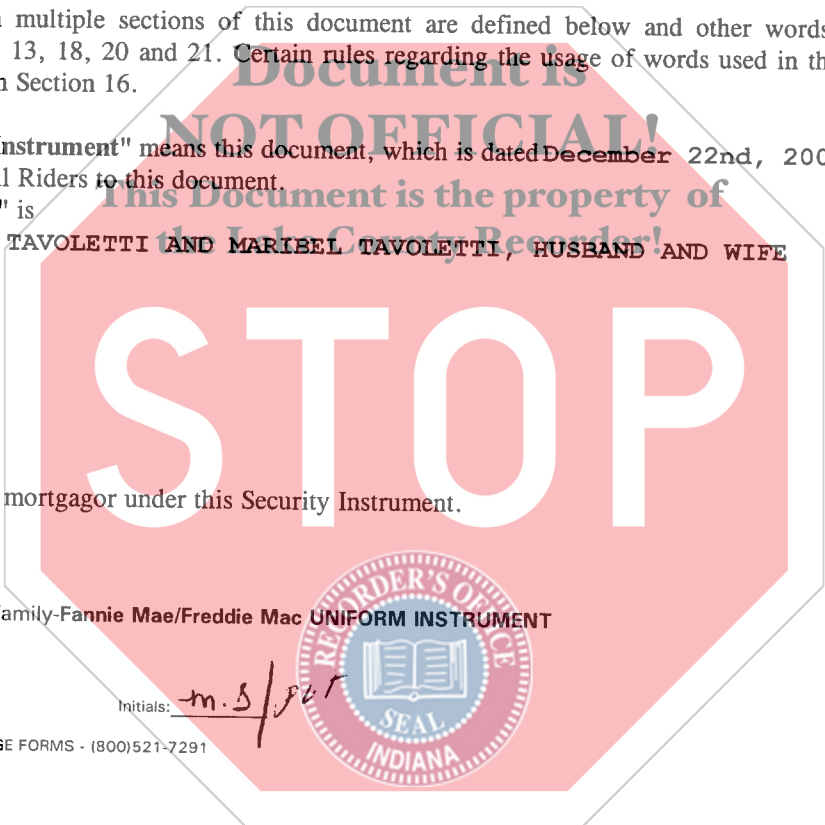 multiple sections of this document are defined below and other words
13, 18, 20 and 21. Certain rules regarding the usage of words used in th
Section 16.
Document is
NOT OFFICIAL!
nstrument" means this document, which is dated December 22nd, 200
l Riders to this document.
This Document is the property of
" is
the Lake County Recorder!
TAVOLETTI AND MARIBEL TAVOLETTI, HUSBAND AND WIFE
STOP
mortgagor under this Security Instrument.
amily-Fannie Mae/Freddie Mac UNIFORM INSTRUMENT
RECORDER'S OFFICE
SEAL
INDIANA
Initials: m.s/
GE FORMS - (800)521-7291